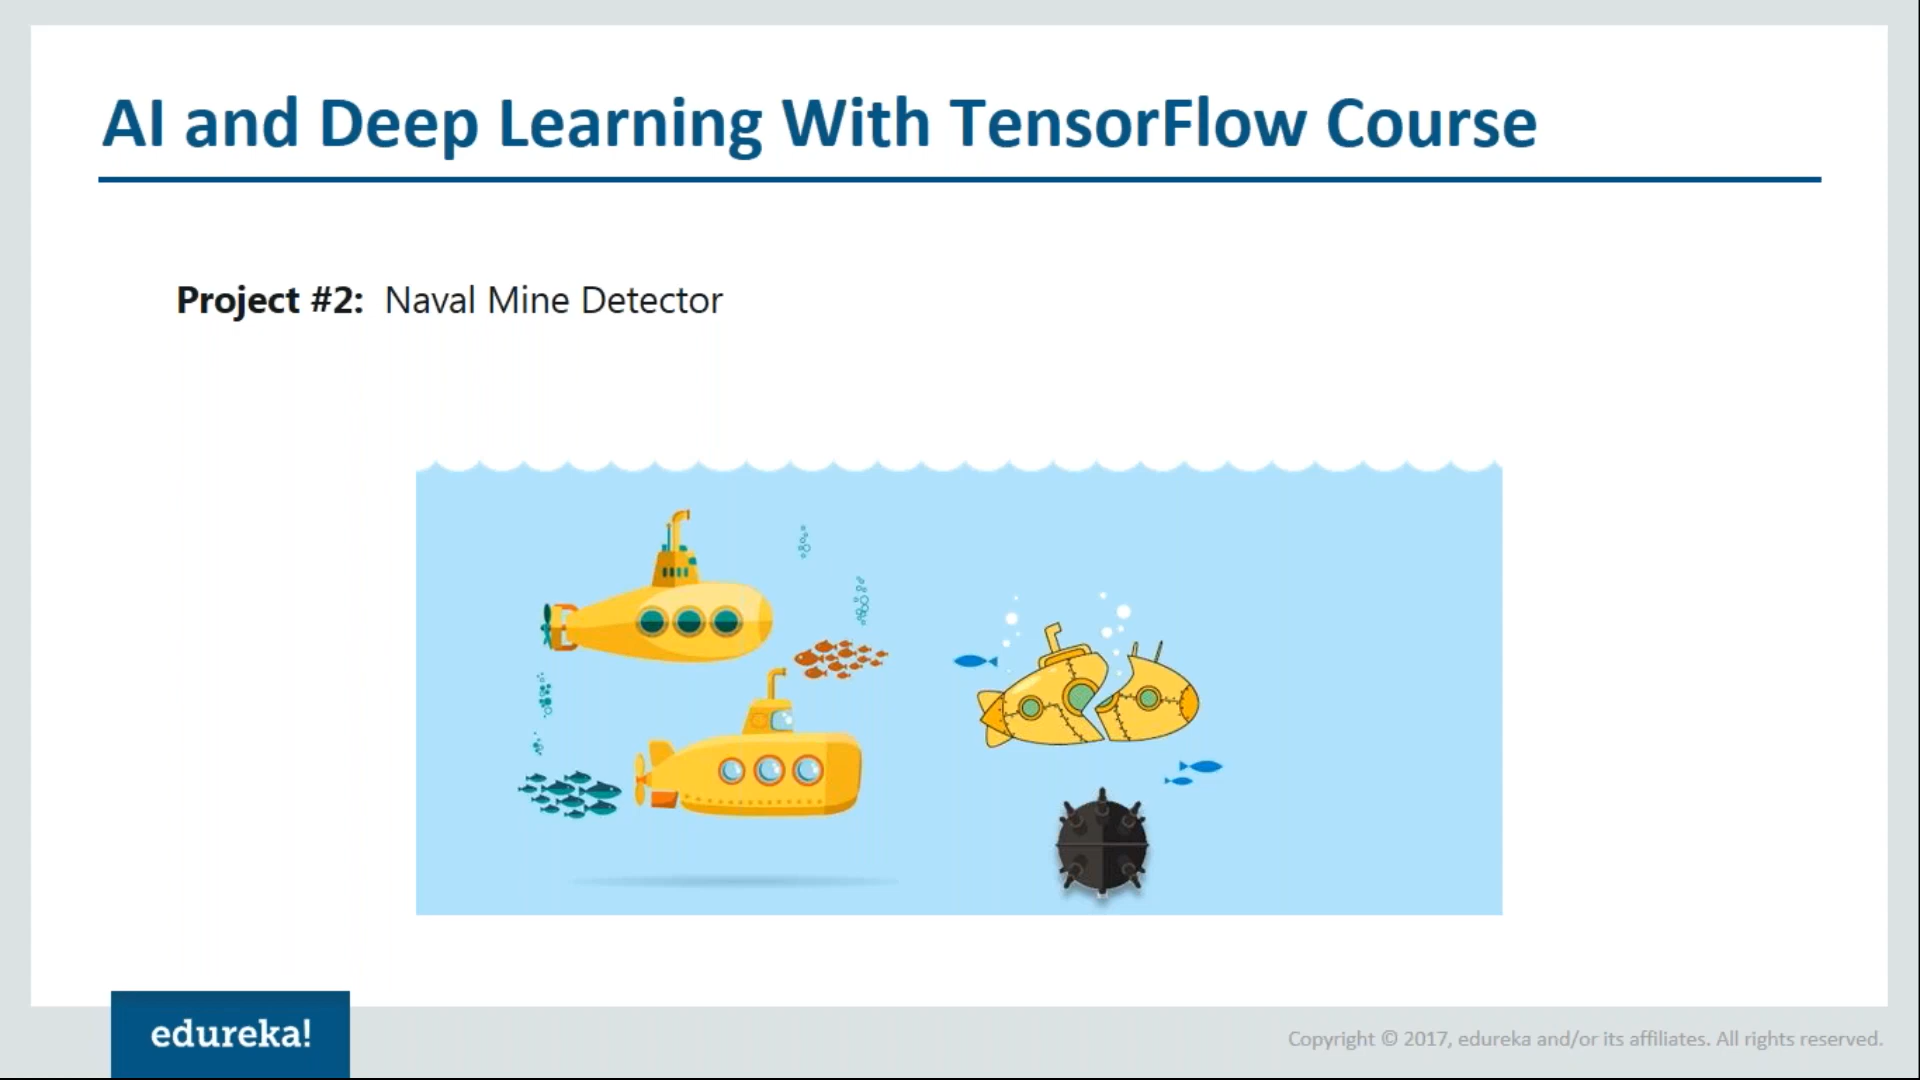 AI and Deep Learning With TensorFlow Course
Project #2: Naval Mine Detector
edureka!
Copyright © 2017, edureka and/or its affiliates. All rights reserved.